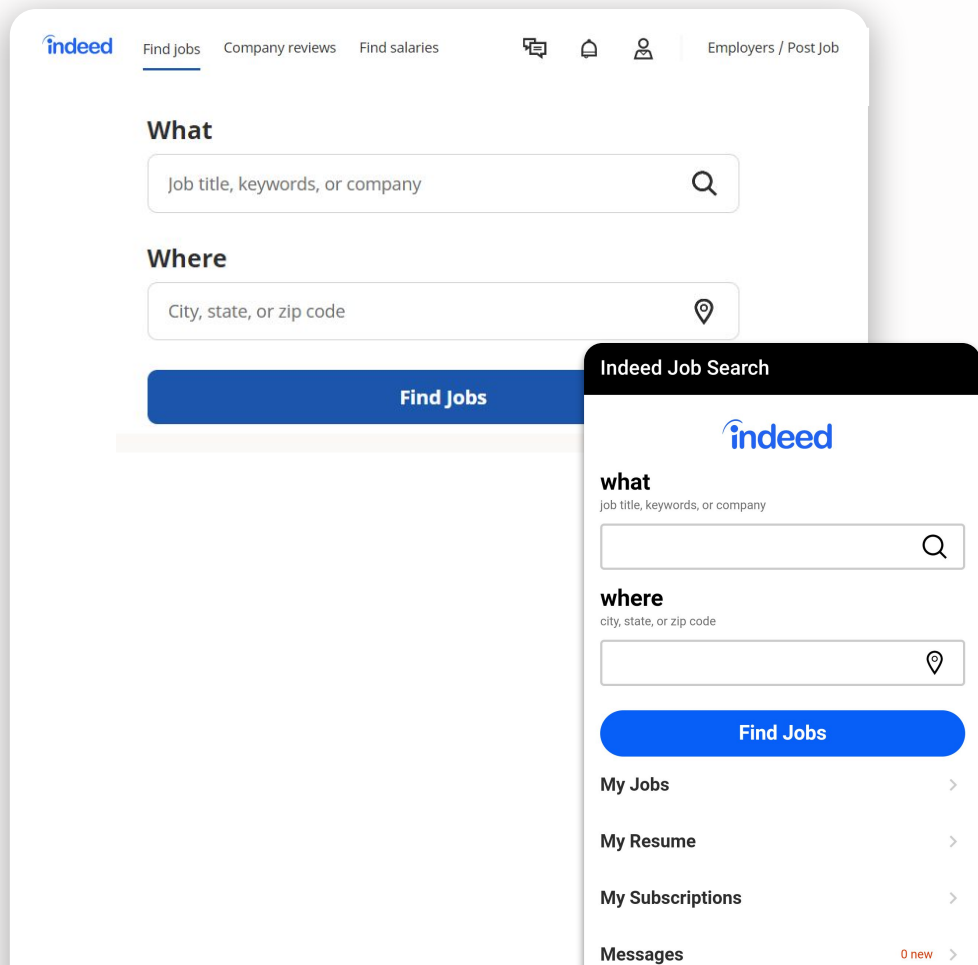 indeed Find jobs Company reviews Find salaries Employers / Post Job
What
Job title, keywords, or company
Where
City, state, or zip code
Find Jobs
Indeed Job Search
indeed
what
job title, keywords, or company
where
city, state, or zip code
Find Jobs
My Jobs
My Resume
My Subscriptions
Messages 0 new